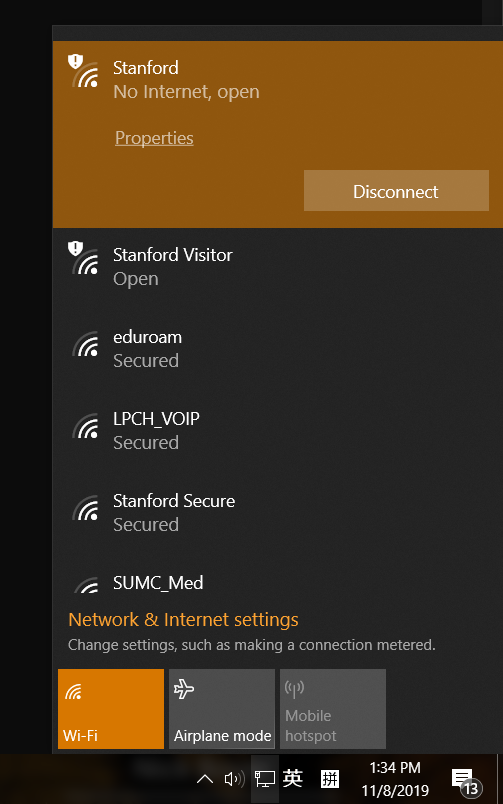 Stanford
No Internet, open
Properties
Disconnect
Stanford Visitor
Open
eduroam
Secured
LPCH_VOIP
Secured
Stanford Secure
Secured
SUMC_Med
Network & Internet settings
Change settings, such as making a connection metered.
Wi-Fi
Airplane mode
Mobile
hotspot
英
拼
1:34 PM
11/8/2019
13